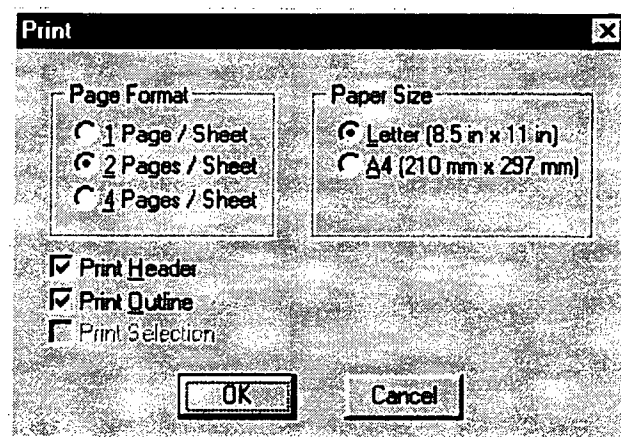 Print
Page Format
1 Page / Sheet
2 Pages / Sheet
4 Pages / Sheet
Paper Size
Letter (8.5 in x 11 in)
A4 (210 mm x 297 mm)
Print Header
Print Outline
Print Selection
OK
Cancel